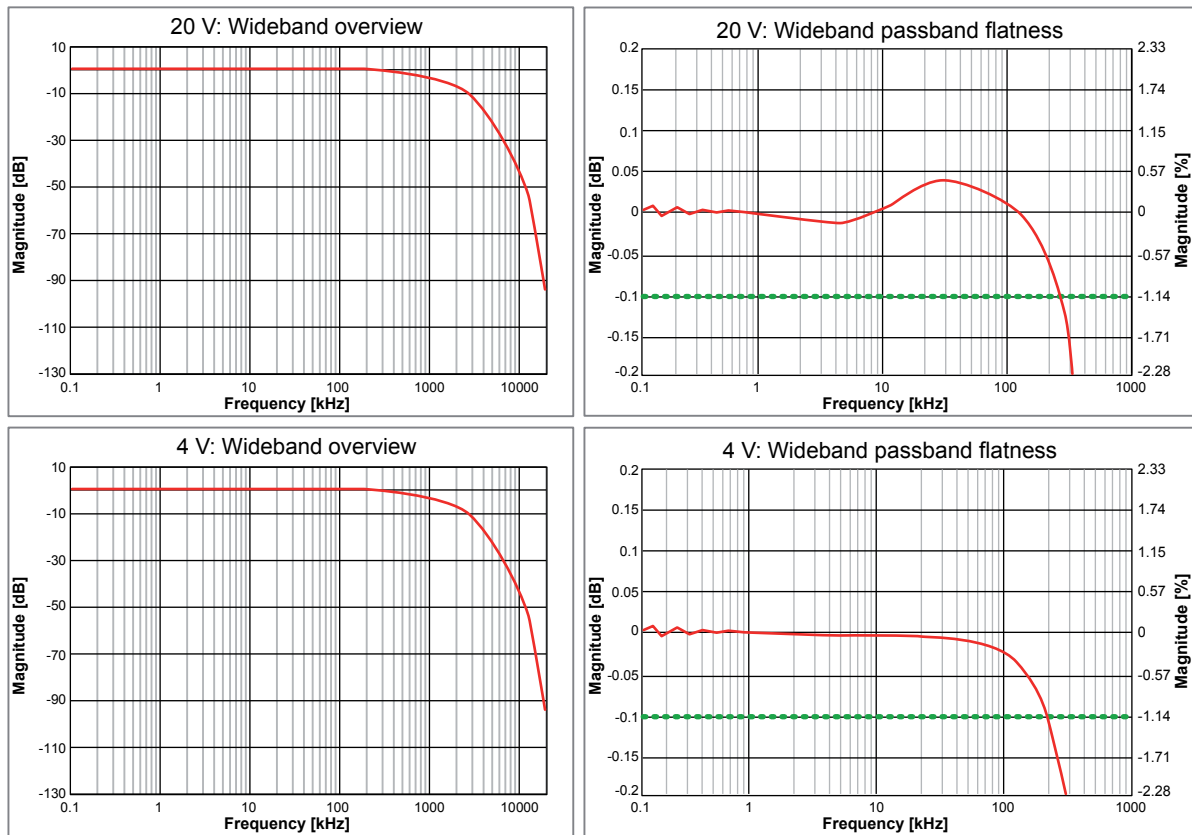 20 V: Wideband overview
10
-10
-30
-50
-70
-90
-110
-130
Magnitude [dB]
0.1 1 10 100 1000 10000
Frequency [kHz]
20 V: Wideband passband flatness
0.2
0.15
0.1
0.05
0
-0.05
-0.1
-0.15
-0.2
Magnitude [dB]
2.33
1.74
1.15
0.57
0
-0.57
-1.14
-1.71
-2.28
Magnitude [%]
0.1 1 10 100 1000
Frequency [kHz]
4 V: Wideband overview
10
-10
-30
-50
-70
-90
-110
-130
Magnitude [dB]
0.1 1 10 100 1000 10000
Frequency [kHz]
4 V: Wideband passband flatness
0.2
0.15
0.1
0.05
0
-0.05
-0.1
-0.15
-0.2
Magnitude [dB]
2.33
1.74
1.15
0.57
0
-0.57
-1.14
-1.71
-2.28
Magnitude [%]
0.1 1 10 100 1000
Frequency [kHz]